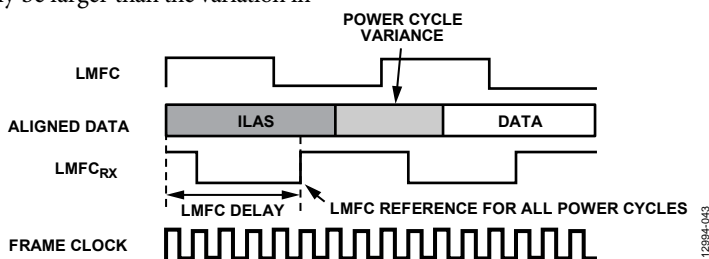 y be larger than the variation in
POWER CYCLE
VARIANCE
LMFC
ALIGNED DATA
ILAS
DATA
LMFCRX
LMFC DELAY
LMFC REFERENCE FOR ALL POWER CYCLES
FRAME CLOCK
12994-043